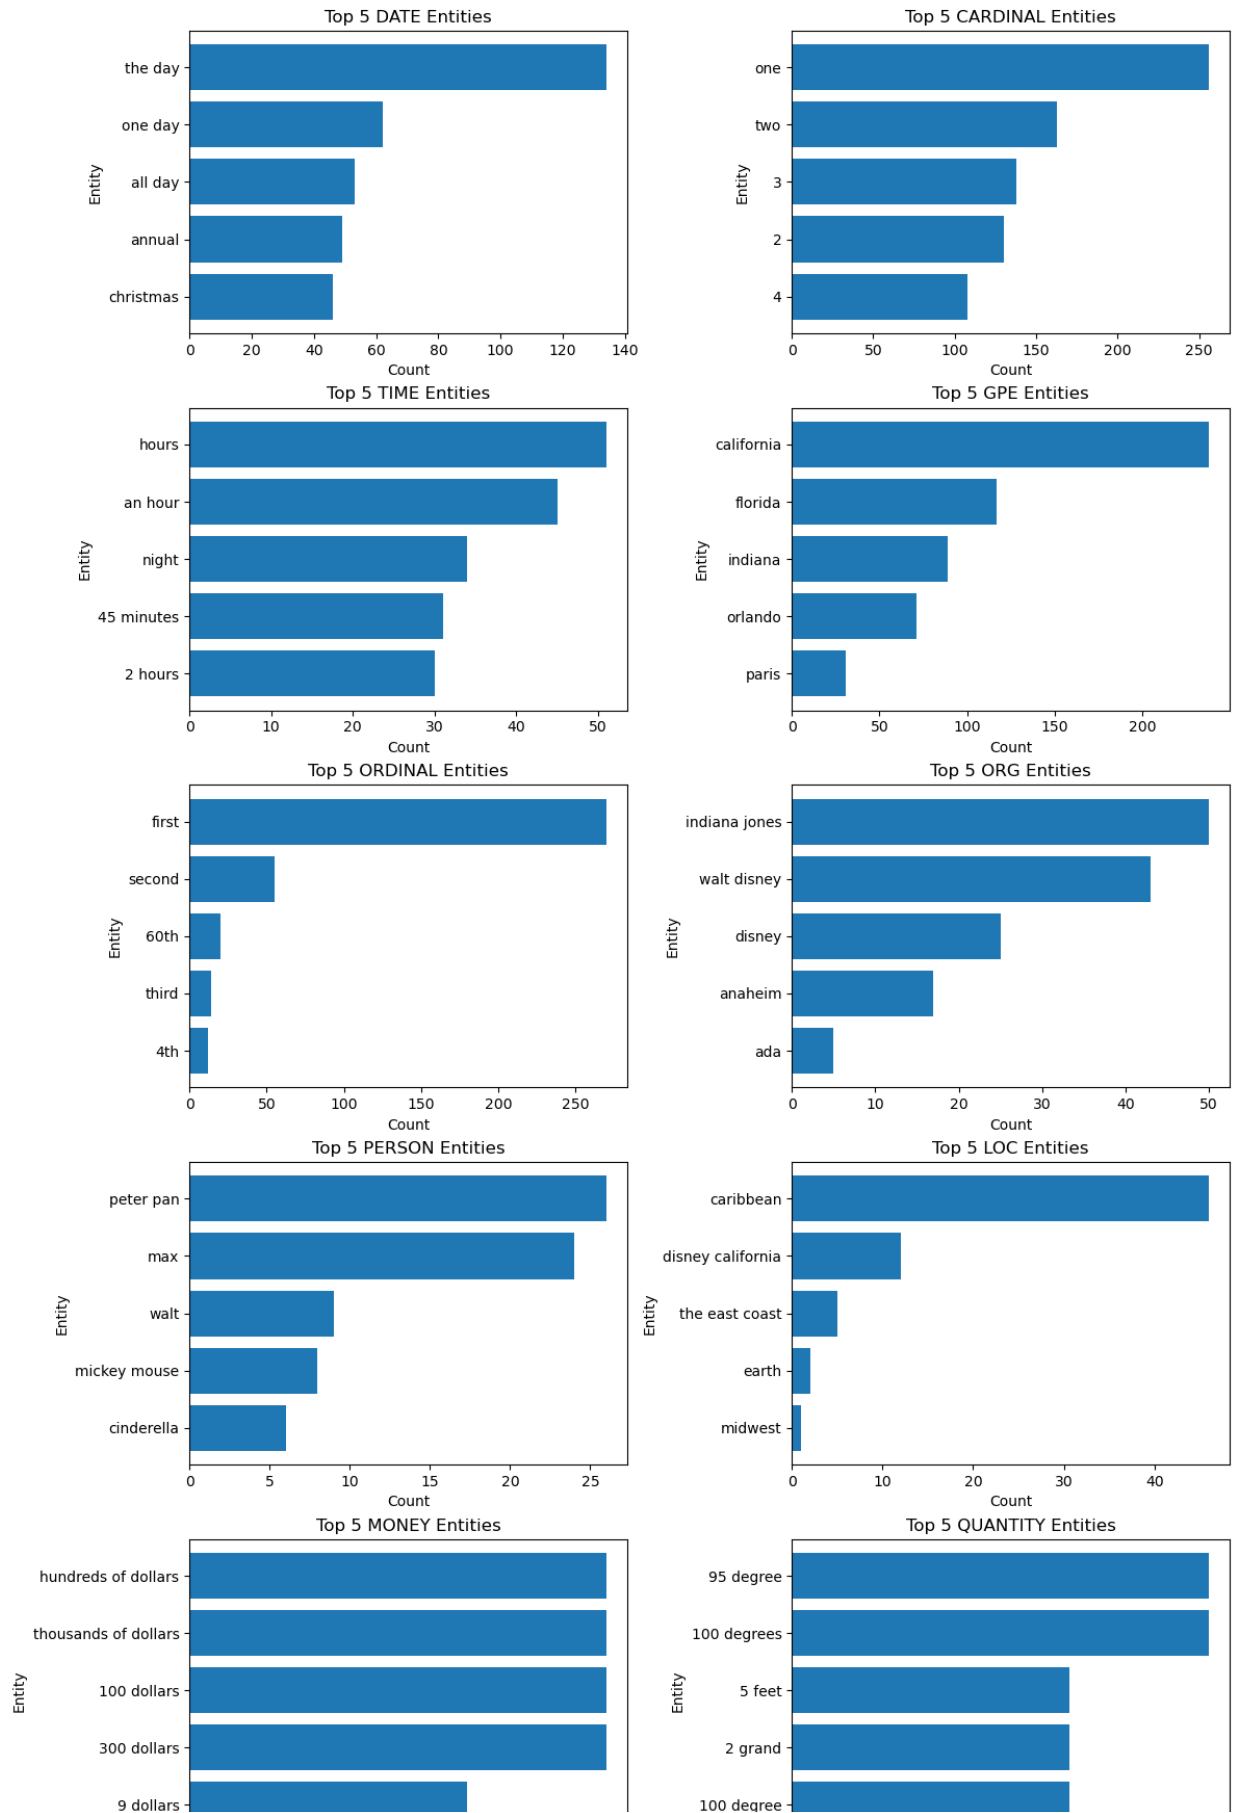 Top 5 DATE Entities
Entity
the day
one day
all day
annual
christmas
0 20 40 60 80 100 120 140
Count
Top 5 CARDINAL Entities
Entity
one
two
3
2
4
0 50 100 150 200 250
Count
Top 5 TIME Entities
Entity
hours
an hour
night
45 minutes
2 hours
0 10 20 30 40 50
Count
Top 5 GPE Entities
Entity
california
florida
indiana
orlando
paris
0 50 100 150 200
Count
Top 5 ORDINAL Entities
Entity
first
second
60th
third
4th
0 50 100 150 200 250
Count
Top 5 ORG Entities
Entity
indiana jones
walt disney
disney
anaheim
ada
0 10 20 30 40 50
Count
Top 5 PERSON Entities
Entity
peter pan
max
walt
mickey mouse
cinderella
0 5 10 15 20 25
Count
Top 5 LOC Entities
Entity
caribbean
disney california
the east coast
earth
midwest
0 10 20 30 40
Count
Top 5 MONEY Entities
Entity
hundreds of dollars
thousands of dollars
100 dollars
300 dollars
9 dollars
Top 5 QUANTITY Entities
Entity
95 degree
100 degrees
5 feet
2 grand
100 degree